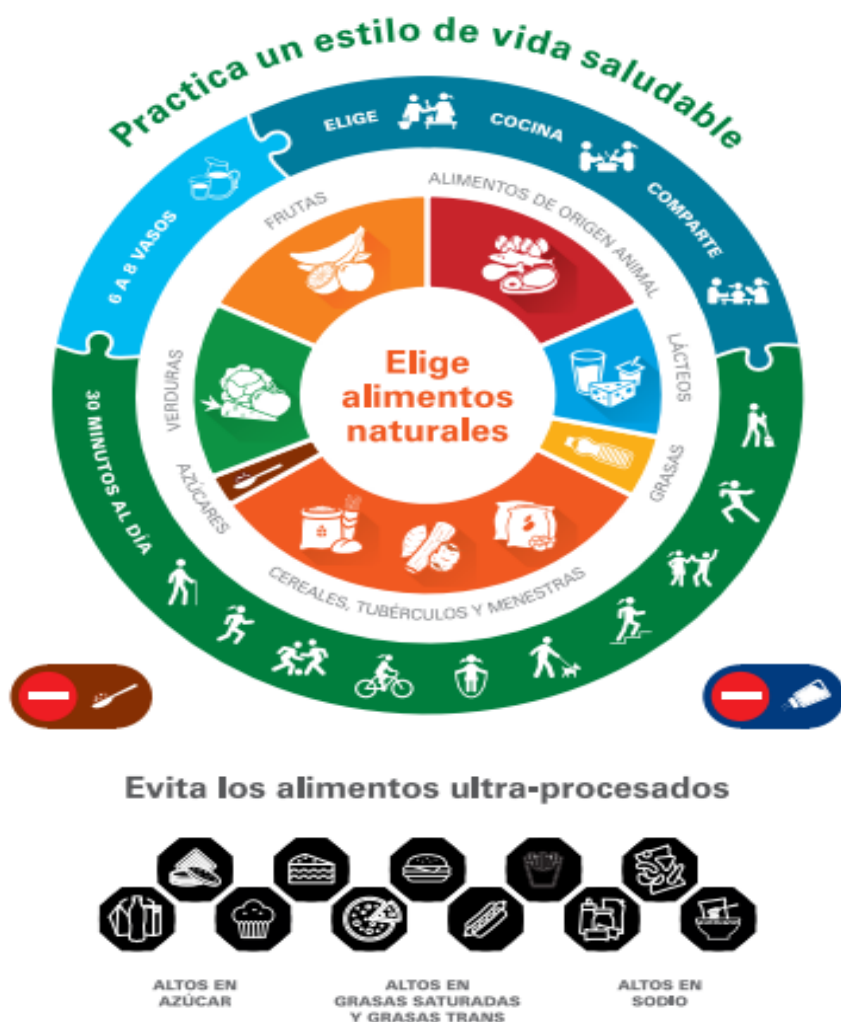 Practica un estilo de vida saludable
ELIGE
COCINA
COMPARTE
6 A 8 VASOS
30 MINUTOS AL DÍA
FRUTAS
ALIMENTOS DE ORIGEN ANIMAL
VERDURAS
LÁCTEOS
AZÚCARES
GRASAS
CEREALES, TUBÉRCULOS Y MENESTRAS
Elige
alimentos
naturales
Evita los alimentos ultra-procesados
ALTOS EN
AZÚCAR
ALTOS EN
GRASAS SATURADAS
Y GRASAS TRANS
ALTOS EN
SODIO